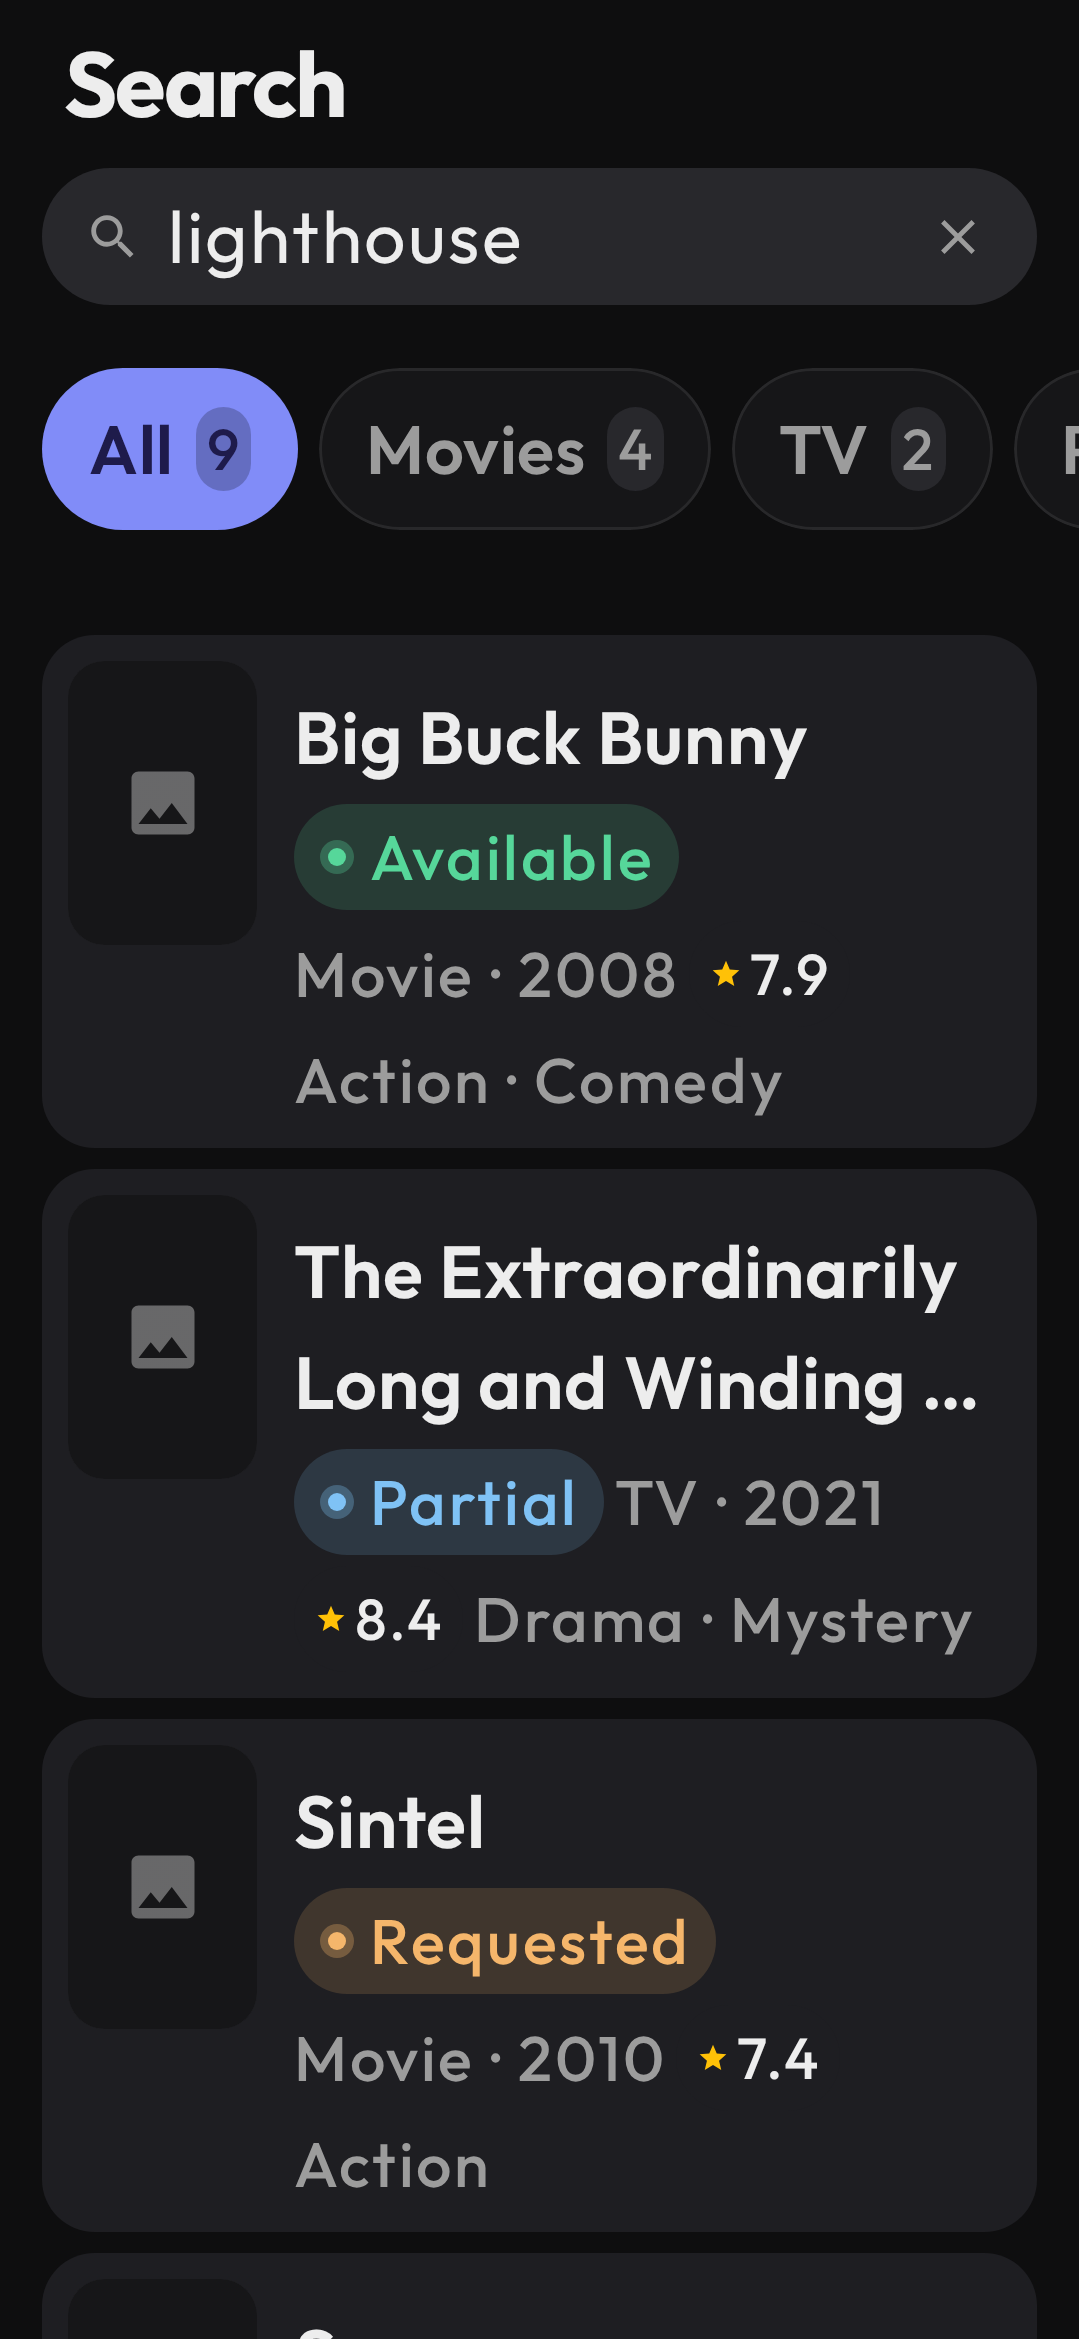 Search
lighthouse
All 9 Movies 4 TV 2
Big Buck Bunny
Available
Movie · 2008 ★ 7.9
Action · Comedy
The Extraordinarily
Long and Winding ...
Partial TV · 2021
★ 8.4 Drama · Mystery
Sintel
Requested
Movie · 2010 ★ 7.4
Action